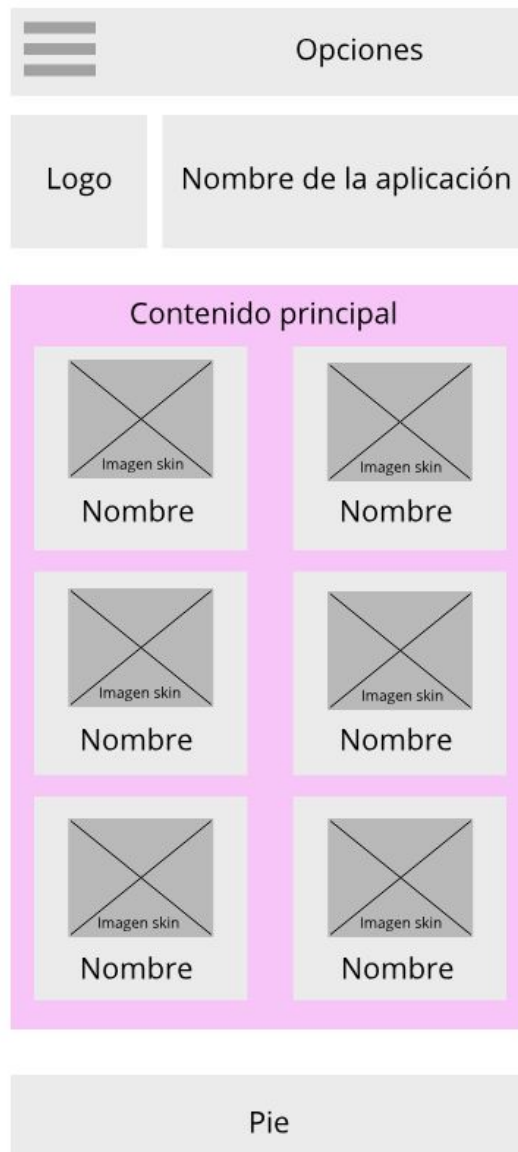 Opciones
Logo
Nombre de la aplicación
Contenido principal
Imagen skin
Nombre
Imagen skin
Nombre
Imagen skin
Nombre
Imagen skin
Nombre
Imagen skin
Nombre
Imagen skin
Nombre
Pie